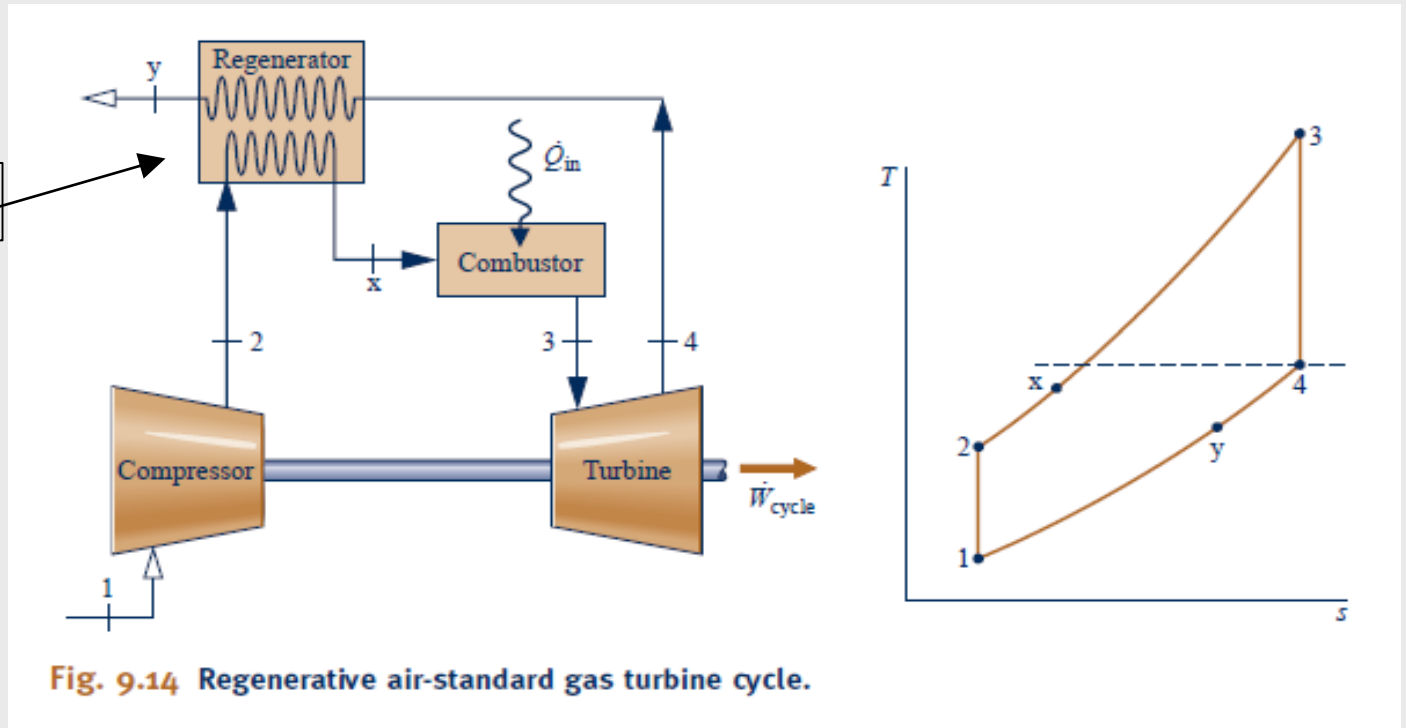 Regenerator
y
Q̇in
Combustor
x
2
3
4
Compressor
Turbine
Ẇcycle
1
T
3
x
4
2
y
1
s
Fig. 9.14 Regenerative air-standard gas turbine cycle.